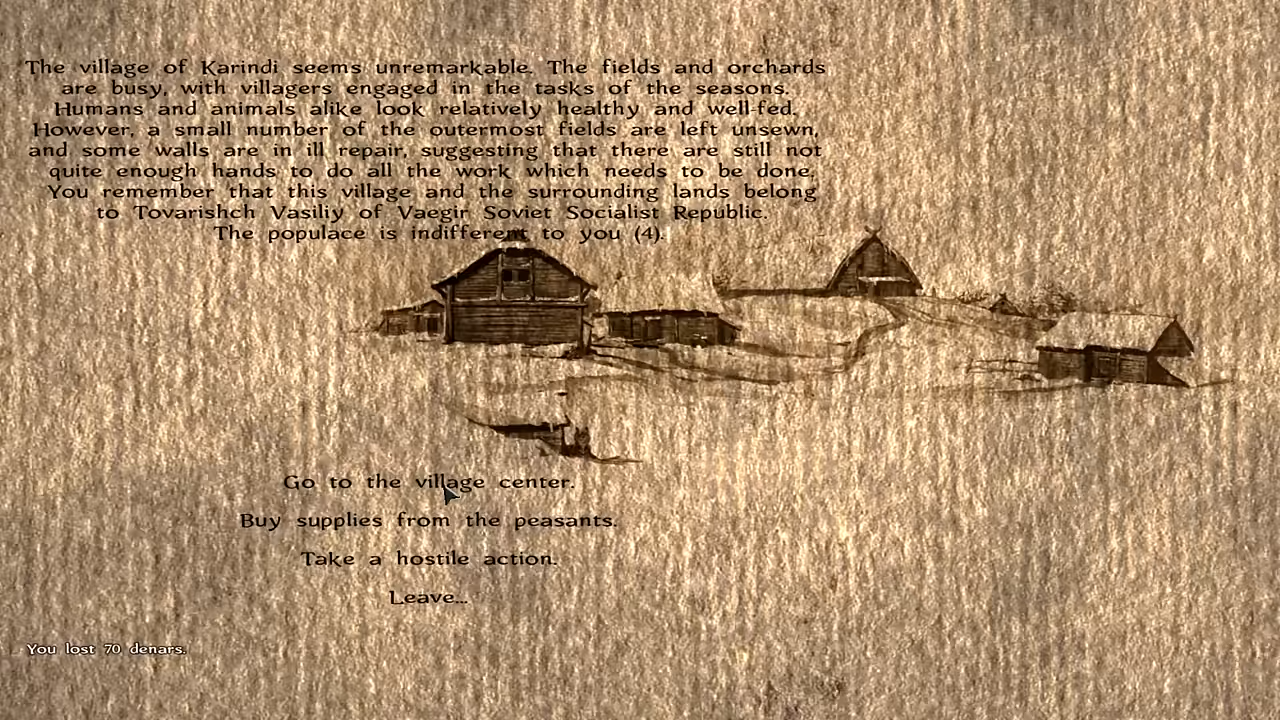 The village of Karindi seems unremarkable. The fields and orchards
are busy, with villagers engaged in the tasks of the seasons.
Humans and animals alike look relatively healthy and well-fed.
However, a small number of the outermost fields are left unsewn,
and some walls are in ill repair, suggesting that there are still not
quite enough hands to do all the work which needs to be done.
You remember that this village and the surrounding lands belong
to Tovarishch Vasiliy of Vaegir Soviet Socialist Republic.
The populace is indifferent to you (4).
Go to the village center.
Buy supplies from the peasants.
Take a hostile action.
Leave...
You lost 70 denars.